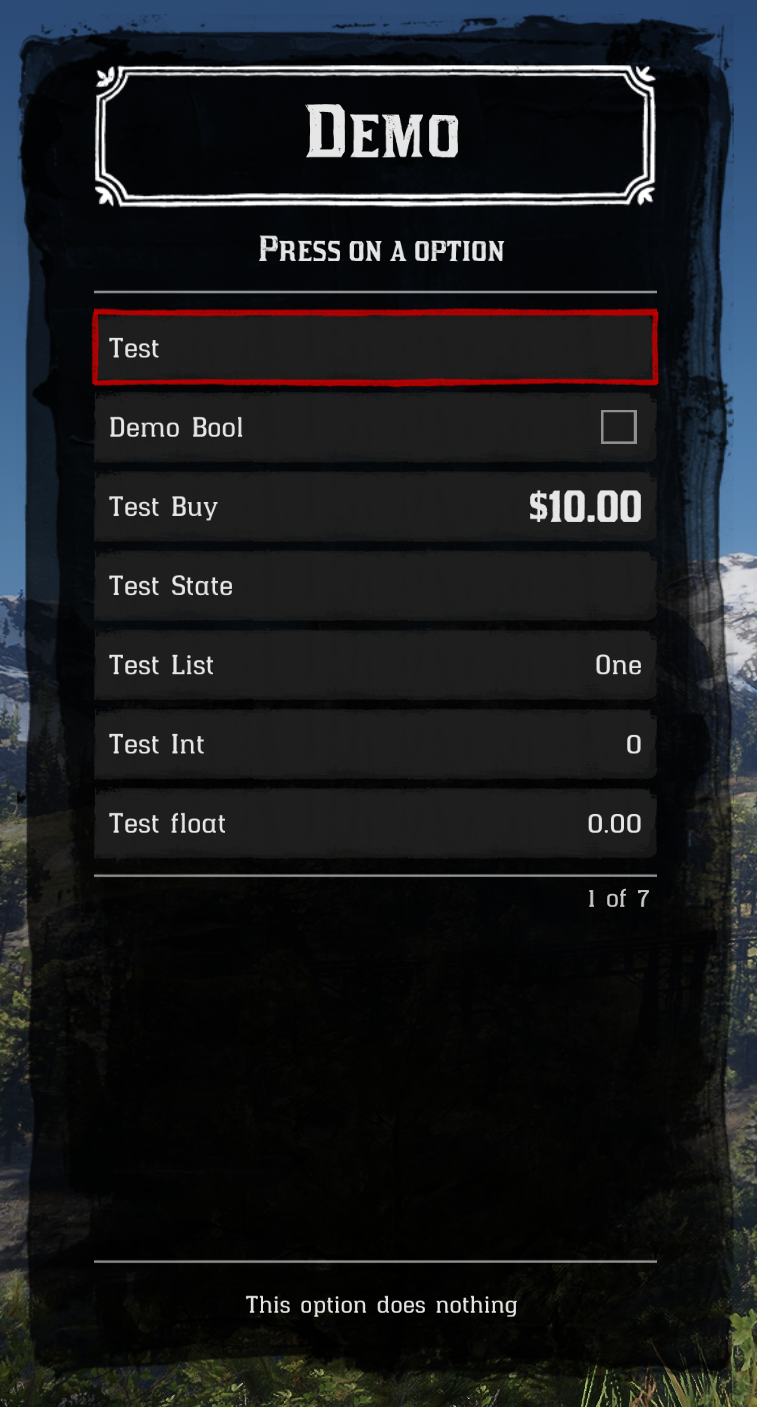 Demo
Press on a option
Test
Demo Bool
Test Buy $10.00
Test State
Test List One
Test Int 0
Test float 0.00
1 of 7
This option does nothing